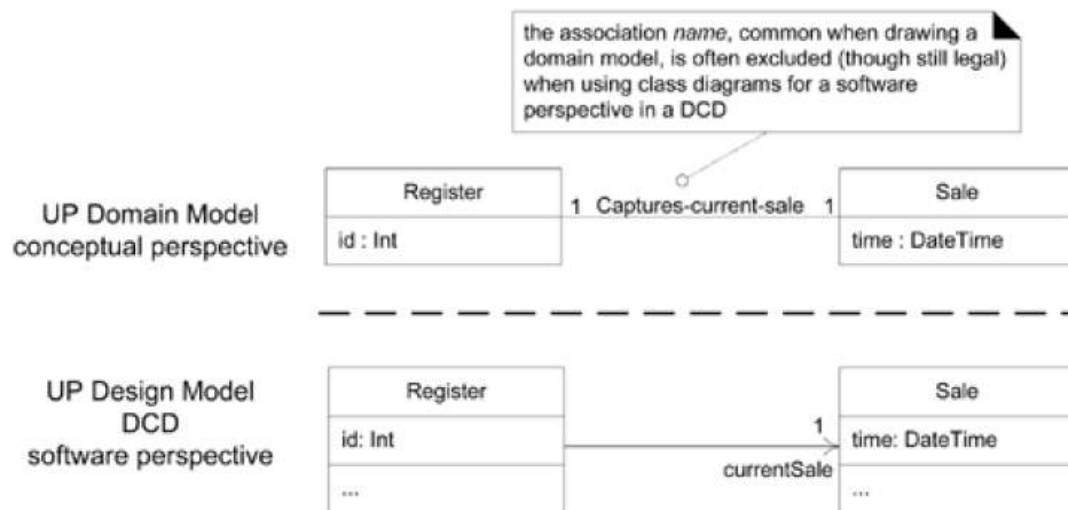 the association name, common when drawing a
domain model, is often excluded (though still legal)
when using class diagrams for a software
perspective in a DCD
UP Domain Model
conceptual perspective
Register
id : Int
1 Captures-current-sale 1
Sale
time : DateTime
UP Design Model
DCD
software perspective
Register
id: Int
...
1
currentSale
Sale
time: DateTime
...